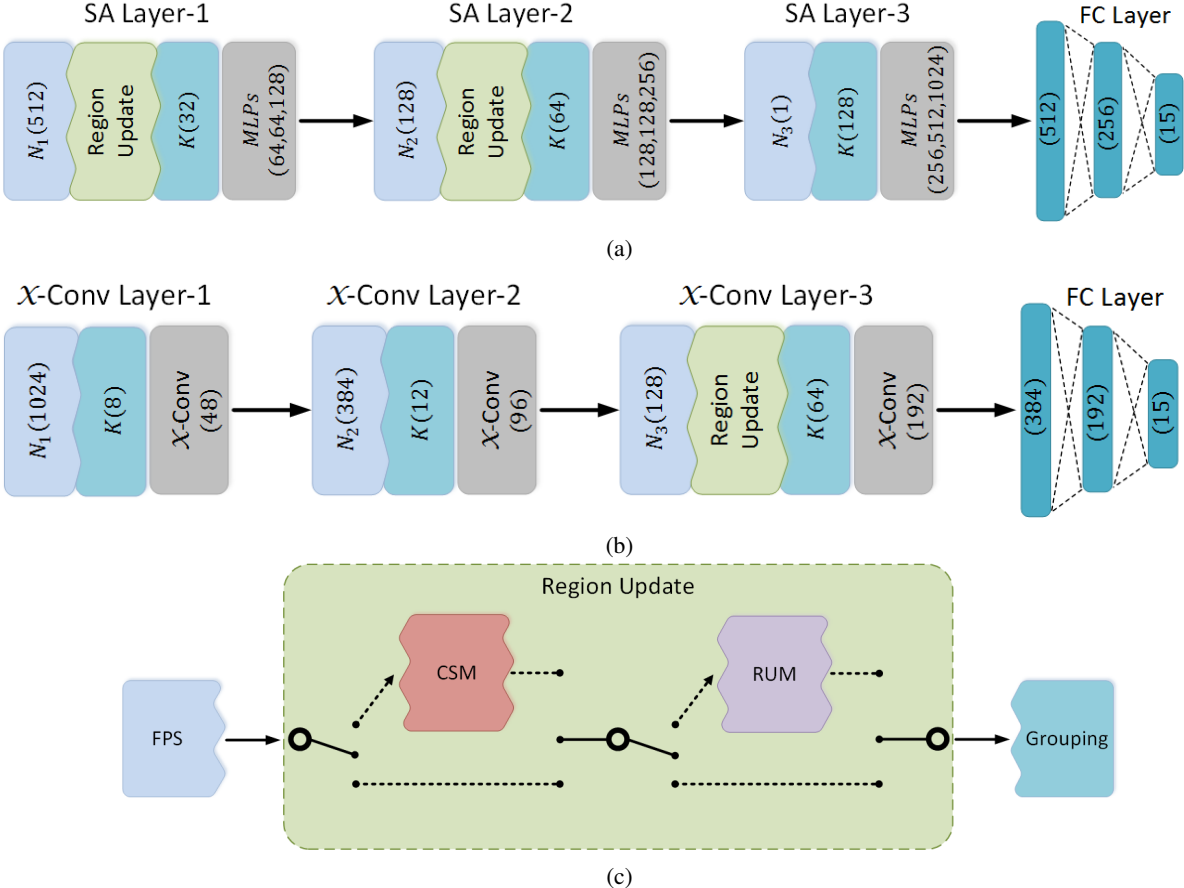 SA Layer-1
SA Layer-2
SA Layer-3
FC Layer
N₁(512)
Region
Update
K(32)
MLPs
(64,64,128)
N₂(128)
Region
Update
K(64)
MLPs
(128,128,256)
N₃(1)
K(128)
MLPs
(256,512,1024)
(512)
(256)
(15)
(a)
𝒳-Conv Layer-1
𝒳-Conv Layer-2
𝒳-Conv Layer-3
FC Layer
N₁(1024)
K(8)
𝒳-Conv
(48)
N₂(384)
K(12)
𝒳-Conv
(96)
N₃(128)
Region
Update
K(64)
𝒳-Conv
(192)
(384)
(192)
(15)
(b)
Region Update
CSM
RUM
FPS
Grouping
(c)